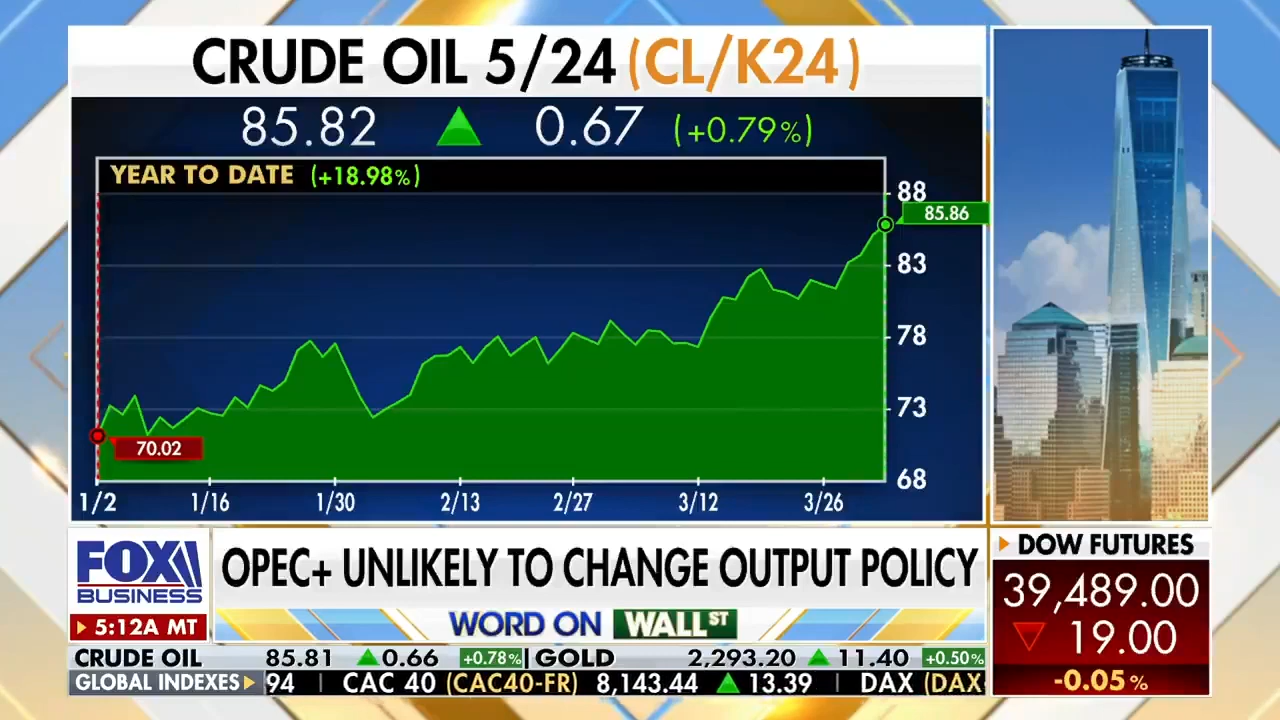 CRUDE OIL 5/24 (CL/K24)
85.82 ▲ 0.67 (+0.79%)
YEAR TO DATE (+18.98%)
88
85.86
83
78
73
70.02
68
1/2 1/16 1/30 2/13 2/27 3/12 3/26
FOX BUSINESS
5:12A MT
OPEC+ UNLIKELY TO CHANGE OUTPUT POLICY
WORD ON WALL ST
DOW FUTURES
39,489.00
▽ 19.00
-0.05%
CRUDE OIL 85.81 ▲0.66 +0.78% | GOLD 2,293.20 ▲ 11.40 +0.50%
GLOBAL INDEXES 94 | CAC 40 (CAC40-FR) 8,143.44 ▲ 13.39 | DAX (DAX-